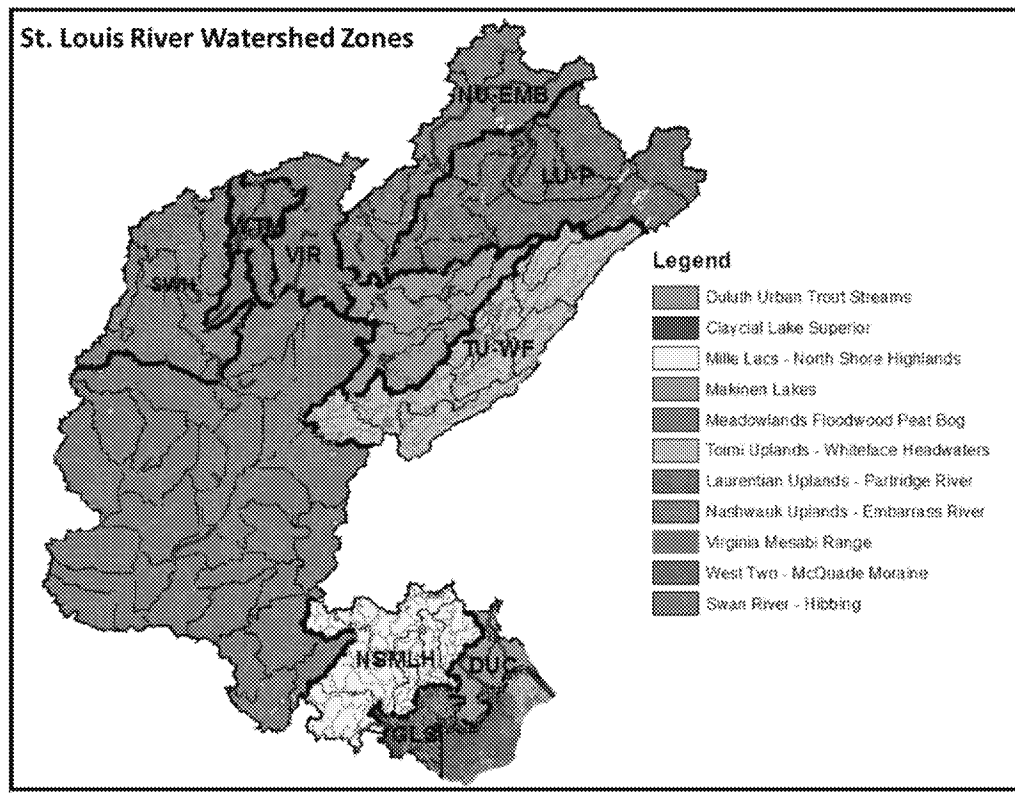 St. Louis River Watershed Zones
NU-EMB
LU-P
VIR
SWH
TU-WF
Legend
Duluth Urban Trout Streams
Claycial Lake Superior
Mille Lacs - North Shore Highlands
Makinen Lakes
Meadowlands Floodwood Peat Bog
Toimi Uplands - Whiteface Headwaters
Laurentian Uplands - Partridge River
Nashwauk Uplands - Embarrass River
Virginia Mesabi Range
West Two - McQuade Moraine
Swan River - Hibbing
NSMLH
DUC